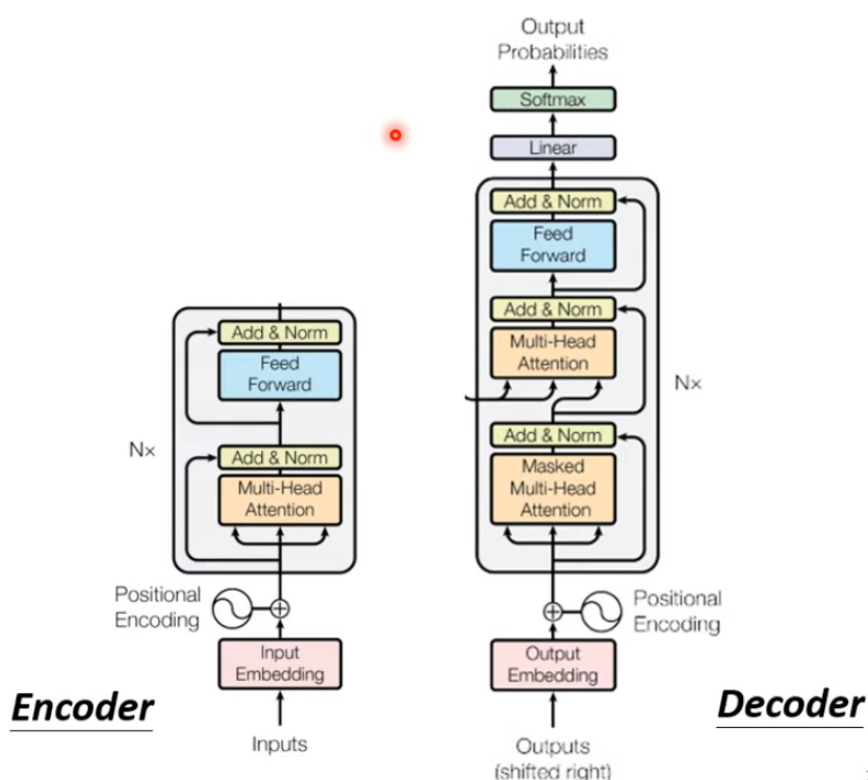 Add & Norm
Feed
Forward
Add & Norm
Multi-Head
Attention
Nx
Positional
Encoding
Input
Embedding
Inputs
Encoder
Output
Probabilities
Softmax
Linear
Add & Norm
Feed
Forward
Add & Norm
Multi-Head
Attention
Nx
Add & Norm
Masked
Multi-Head
Attention
Positional
Encoding
Output
Embedding
Outputs
(shifted right)
Decoder